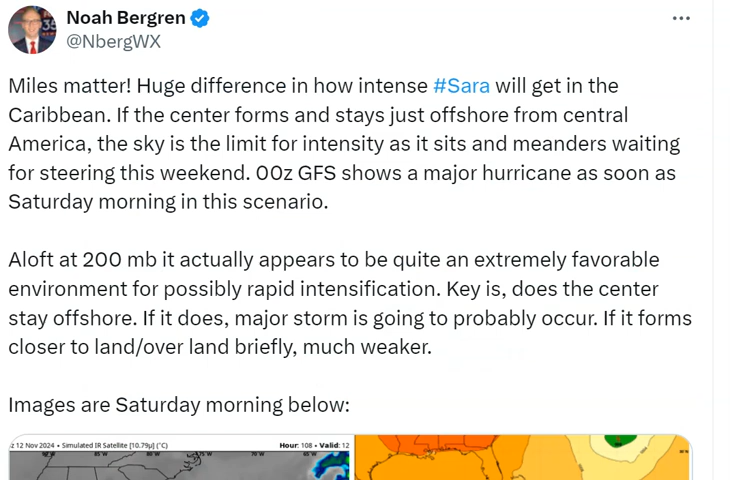 Noah Bergren
@NbergWX
Miles matter! Huge difference in how intense #Sara will get in the
Caribbean. If the center forms and stays just offshore from central
America, the sky is the limit for intensity as it sits and meanders waiting
for steering this weekend. 00z GFS shows a major hurricane as soon as
Saturday morning in this scenario.
Aloft at 200 mb it actually appears to be quite an extremely favorable
environment for possibly rapid intensification. Key is, does the center
stay offshore. If it does, major storm is going to probably occur. If it forms
closer to land/over land briefly, much weaker.
Images are Saturday morning below:
z 12 Nov 2024 • Simulated IR Satellite [10.79µ] (°C) Hour: 108 • Valid: 12